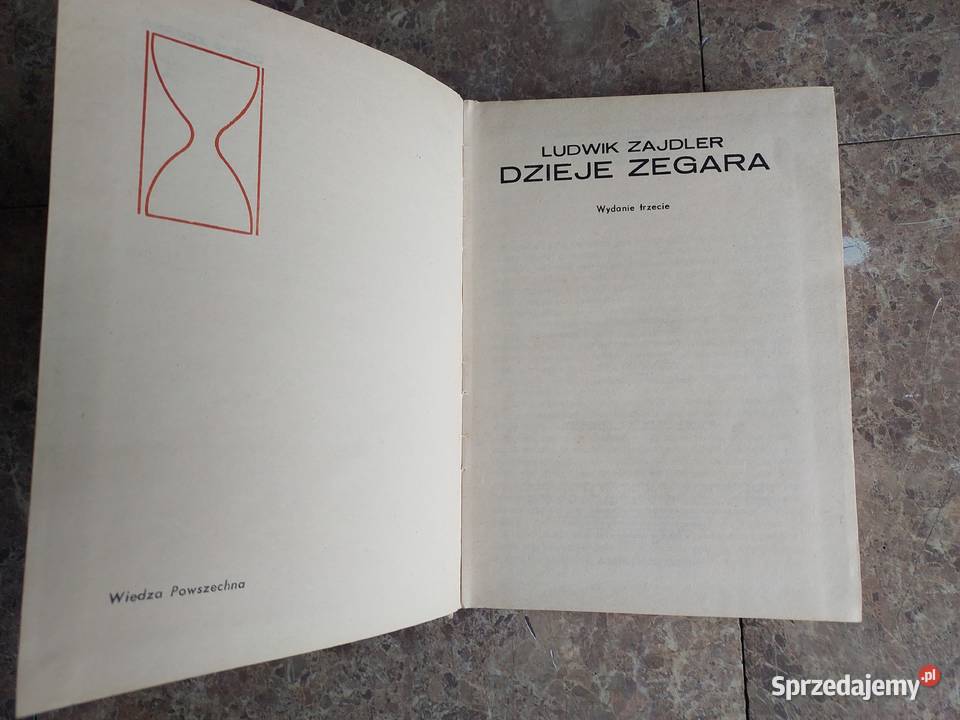 Wiedza Powszechna
LUDWIK ZAJDLER
DZIEJE ZEGARA
Wydanie trzecie
Sprzedajemy.pl